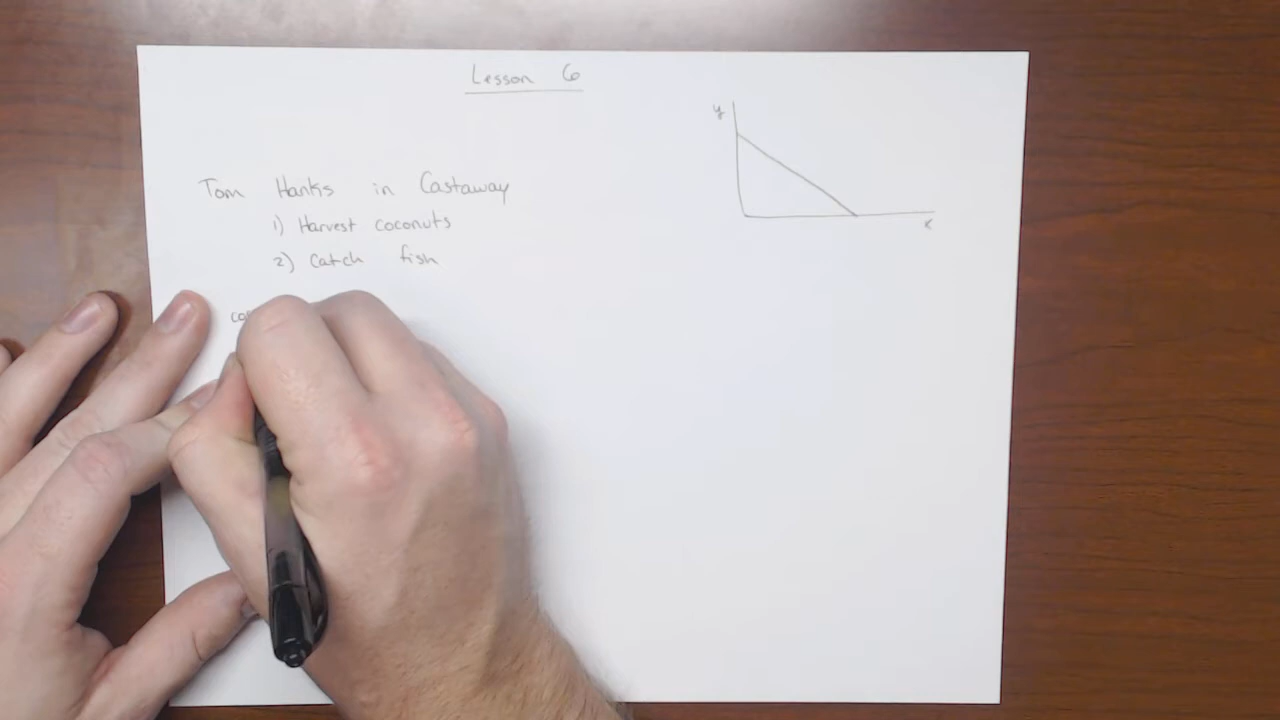 Lesson 6
y
Tom Hanks in Castaway
1) Harvest coconuts
x
2) Catch fish